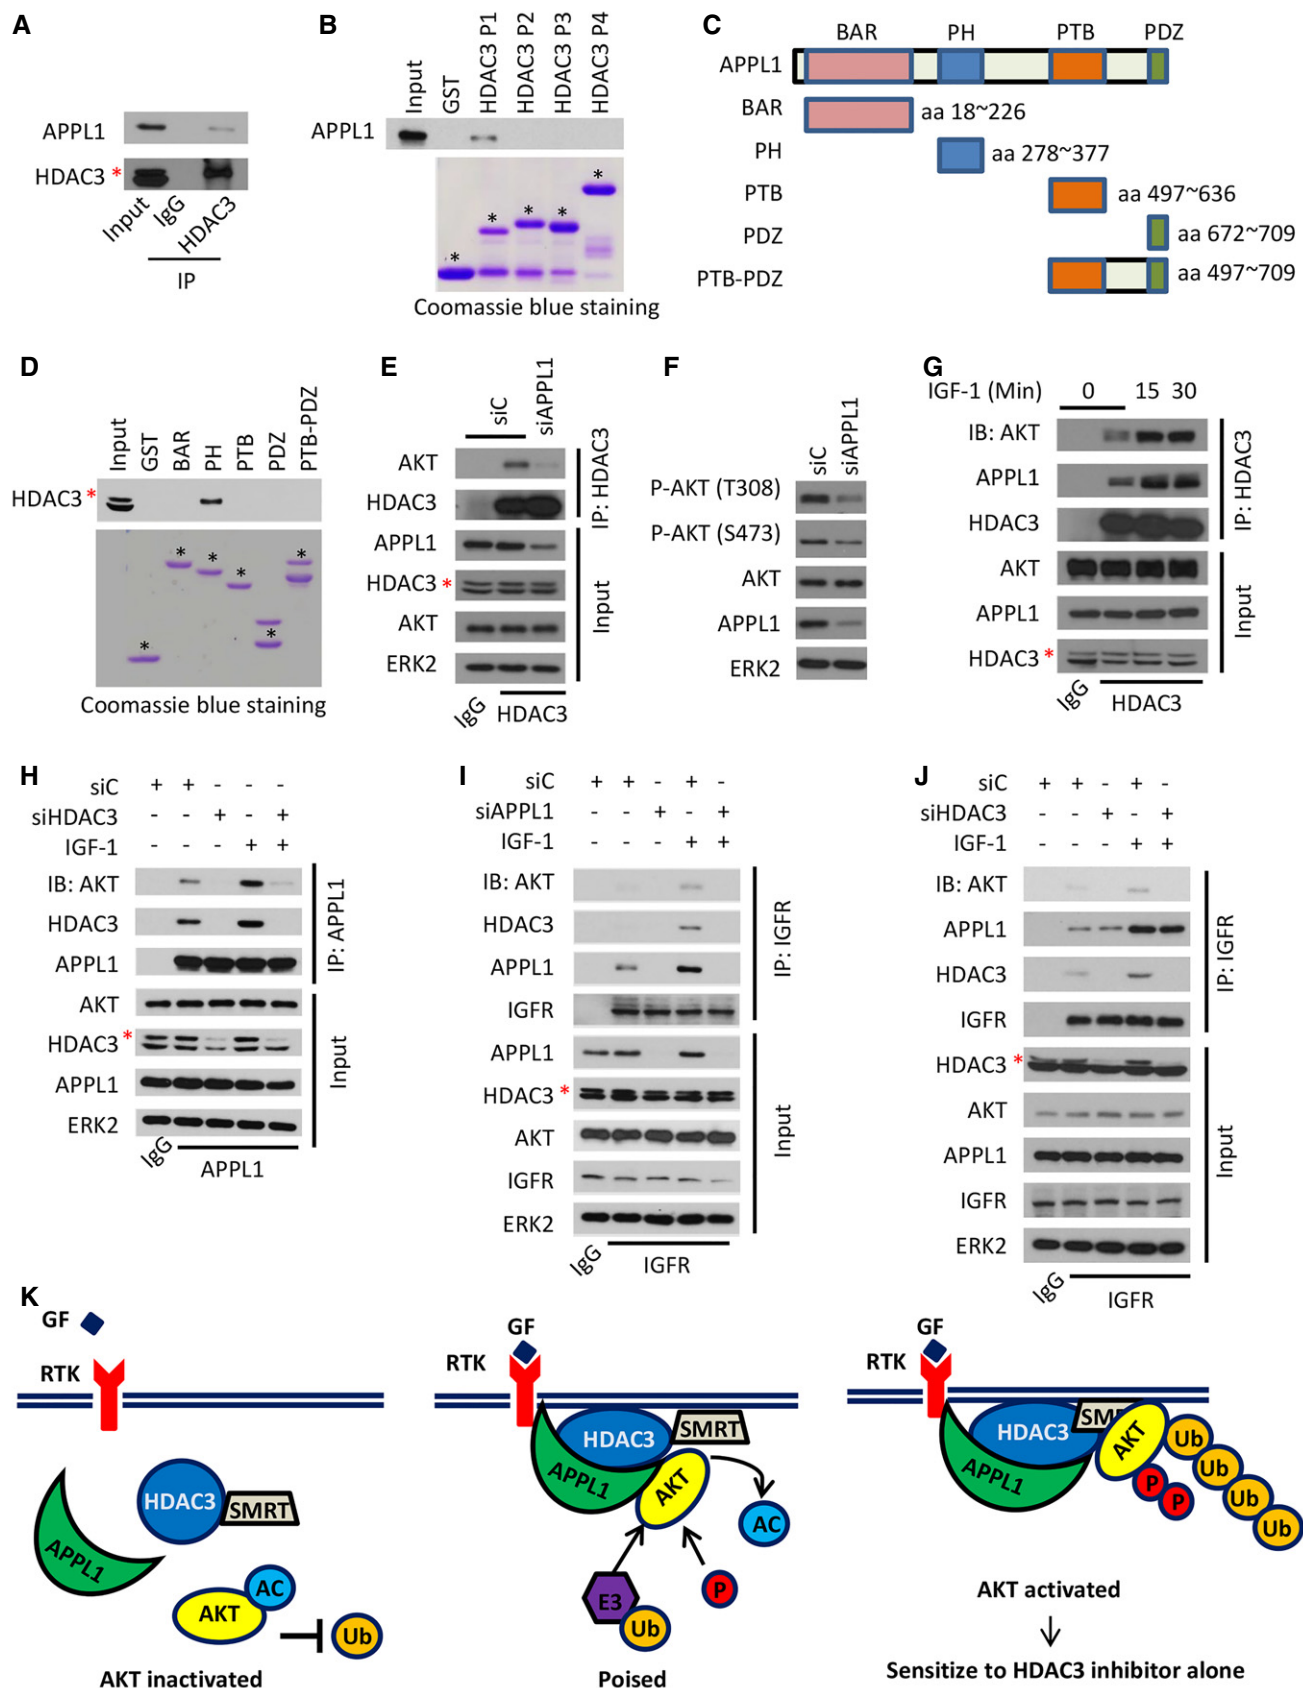 A
APPL1
HDAC3 *
Input
IgG
HDAC3
IP
B
Input
GST
HDAC3 P1
HDAC3 P2
HDAC3 P3
HDAC3 P4
APPL1
* * * * *
Coomassie blue staining
C
BAR PH PTB PDZ
APPL1
BAR aa 18~226
PH aa 278~377
PTB aa 497~636
PDZ aa 672~709
PTB-PDZ aa 497~709
D
Input
GST
BAR
PH
PTB
PDZ
PTB-PDZ
HDAC3 *
* * * * * *
Coomassie blue staining
E
siC
siAPPL1
AKT
HDAC3
IP: HDAC3
APPL1
HDAC3 *
AKT
ERK2
Input
IgG HDAC3
F
siC
siAPPL1
P-AKT (T308)
P-AKT (S473)
AKT
APPL1
ERK2
G
IGF-1 (Min) 0 15 30
IB: AKT
APPL1
HDAC3
IP: HDAC3
AKT
APPL1
HDAC3 *
Input
IgG HDAC3
H
siC + + - + -
siHDAC3 - - + - +
IGF-1 - - - + +
IB: AKT
HDAC3
APPL1
IP: APPL1
AKT
HDAC3 *
APPL1
ERK2
Input
IgG APPL1
I
siC + + - + -
siAPPL1 - - + - +
IGF-1 - - - + +
IB: AKT
HDAC3
APPL1
IGFR
IP: IGFR
APPL1
HDAC3 *
AKT
IGFR
ERK2
Input
IgG IGFR
J
siC + + - + -
siHDAC3 - - + - +
IGF-1 - - - + +
IB: AKT
APPL1
HDAC3
IGFR
IP: IGFR
HDAC3 *
AKT
APPL1
IGFR
ERK2
Input
IgG IGFR
K
GF
RTK
HDAC3
SMRT
APPL1
AC
AKT
Ub
AKT inactivated
GF
RTK
HDAC3
SMRT
APPL1
AKT
AC
E3
P
Ub
Poised
GF
RTK
HDAC3
SMR
AKT
APPL1
P
P
Ub
Ub
Ub
Ub
AKT activated
Sensitize to HDAC3 inhibitor alone